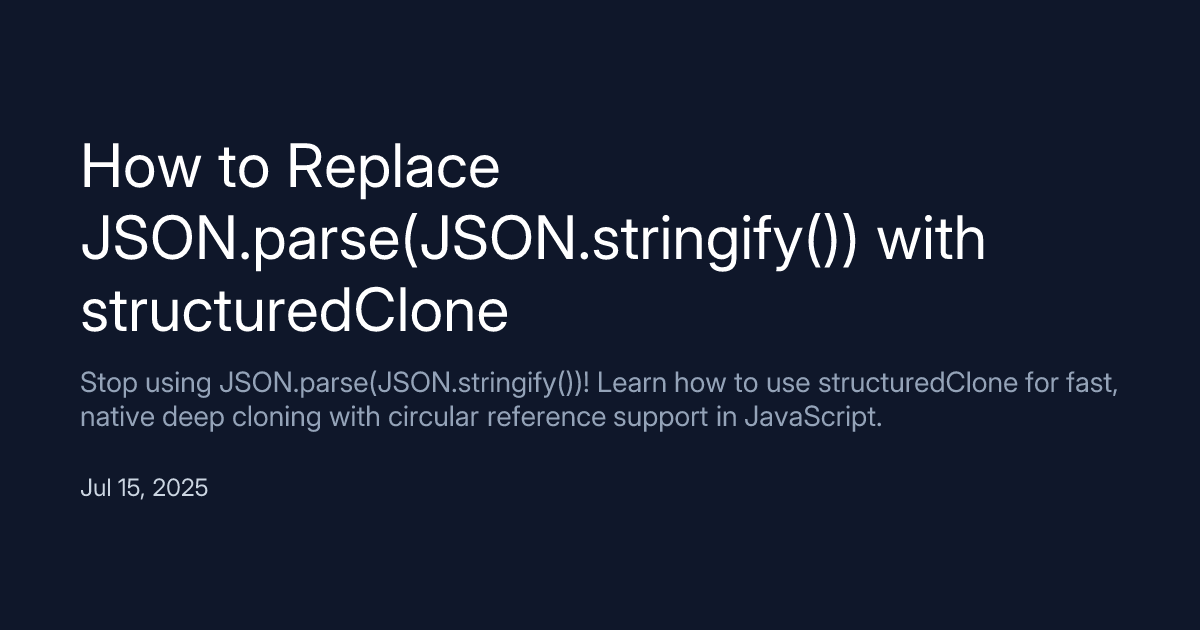 How to Replace
JSON.parse(JSON.stringify()) with
structuredClone
Stop using JSON.parse(JSON.stringify())! Learn how to use structuredClone for fast,
native deep cloning with circular reference support in JavaScript.
Jul 15, 2025